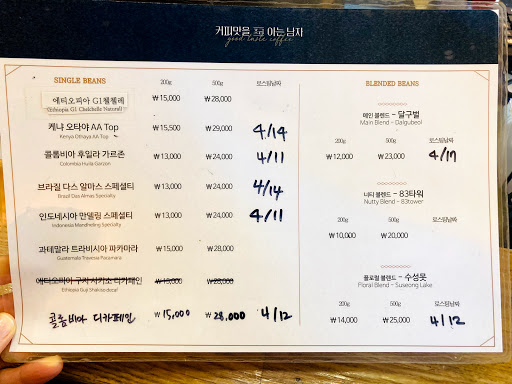 커피맛을 조금 아는 남자
good taste coffee
SINGLE BEANS 200g 500g 로스팅날짜
에티오피아 G1 첼첼레 ₩15,000 ₩28,000
Ethiopia G1 Chelchelle Natural
케냐 오타야 AA Top ₩15,500 ₩29,000 4/14
Kenya Othaya AA Top
콜롬비아 후일라 가르존 ₩13,000 ₩24,000 4/11
Colombia Huila Garzon
브라질 다스 알마스 스페셜티 ₩13,000 ₩24,000 4/14
Brasil Das Almas Specialty
인도네시아 만델링 스페셜티 ₩13,000 ₩24,000 4/11
Indonesia Mandheling Specialty
과테말라 트라비시아 파카마라 ₩15,000 ₩28,000
Guatemala Travesia Pacamara
에티오피아 구지 샤키소 디카페인 ₩15,000 ₩28,000
Ethiopia Guji Shakiso decaf
콜롬비아 디카페인 ₩15,000 ₩28,000 4/12
BLENDED BEANS
메인 블렌드 - 달구벌
Main Blend - Dalgubeol
200g 500g 로스팅날짜
₩12,000 ₩23,000 4/17
너티 블렌드 - 83타워
Nutty Blend - 83tower
200g 500g 로스팅날짜
₩10,000 ₩20,000
플로럴 블렌드 - 수성못
Floral Blend - Suseong Lake
200g 500g 로스팅날짜
₩14,000 ₩25,000 4/12